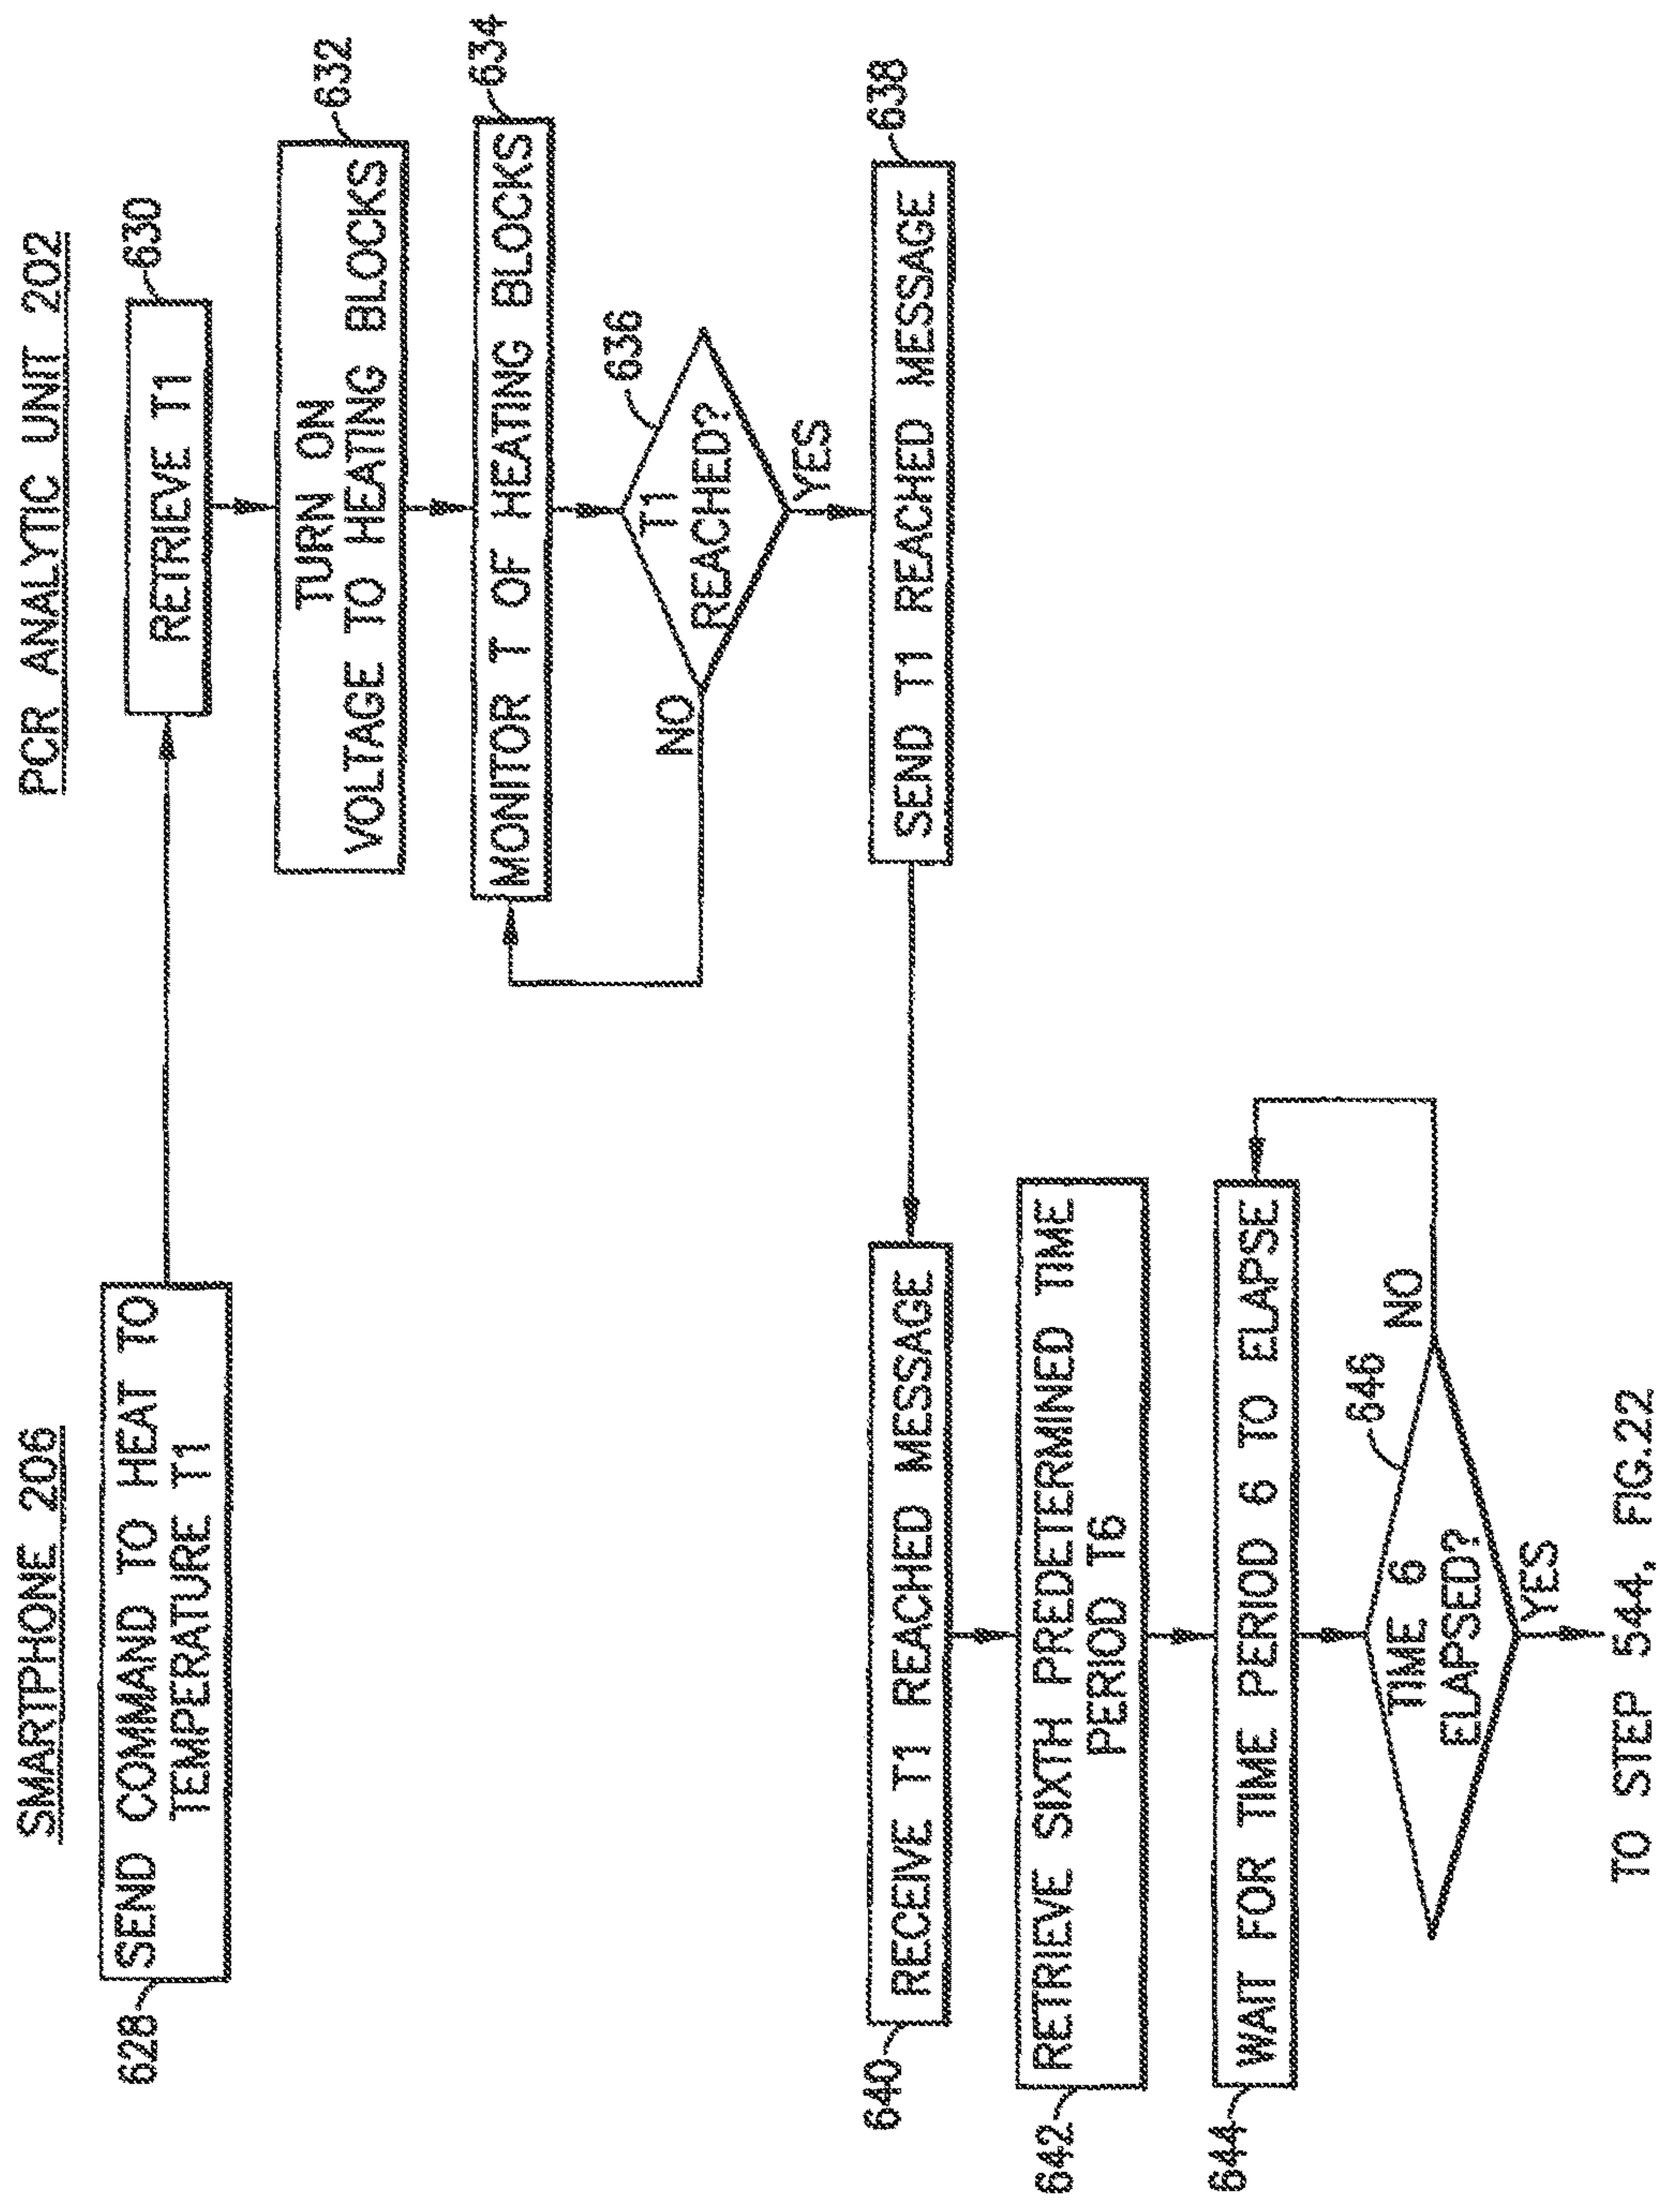 SMARTPHONE 206
PCR ANALYTIC UNIT 202
628
SEND COMMAND TO HEAT TO
TEMPERATURE T1
630
RETRIEVE T1
632
TURN ON
VOLTAGE TO HEATING BLOCKS
634
MONITOR T OF HEATING BLOCKS
636
T1
REACHED?
NO
YES
638
SEND T1 REACHED MESSAGE
640
RECEIVE T1 REACHED MESSAGE
642
RETRIEVE SIXTH PREDETERMINED TIME
PERIOD T6
644
WAIT FOR TIME PERIOD 6 TO ELAPSE
646
TIME 6
ELAPSED?
NO
YES
TO STEP 544, FIG.22